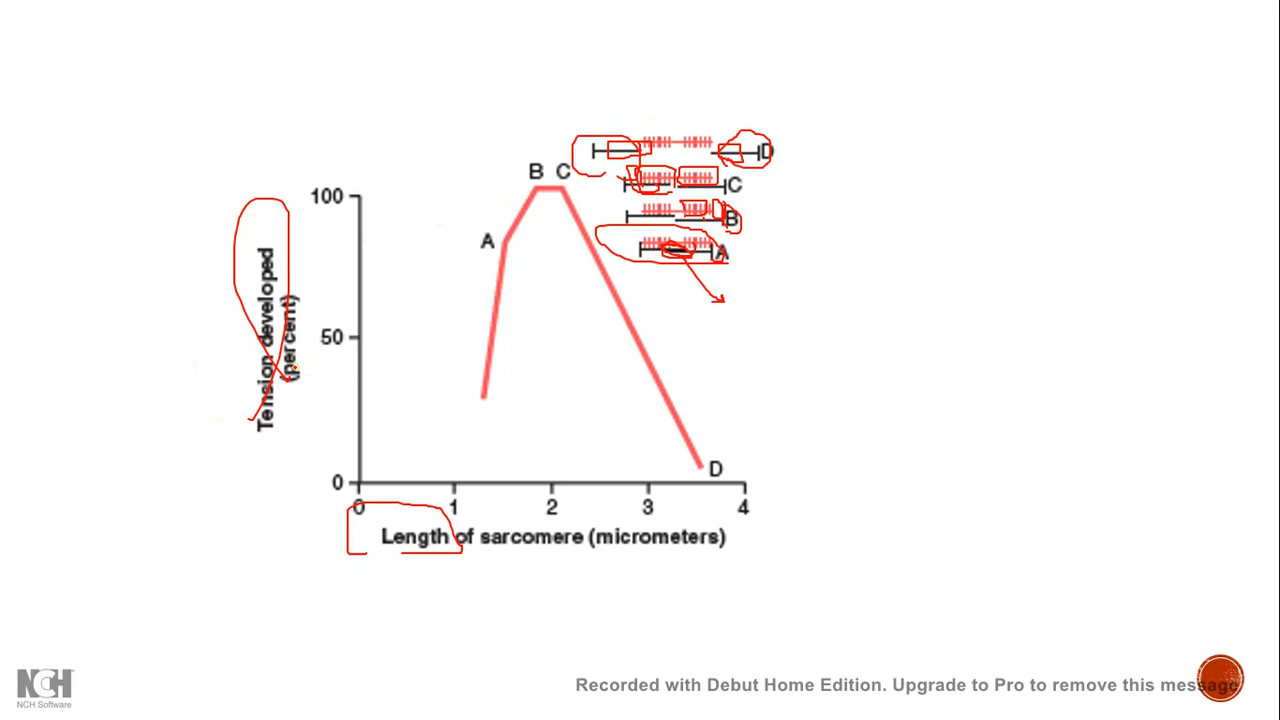 D
B C
C
100
B
A
A
Tension developed
(percent)
50
D
0
0 1 2 3 4
Length of sarcomere (micrometers)
NCH
NCH Software
Recorded with Debut Home Edition. Upgrade to Pro to remove this message